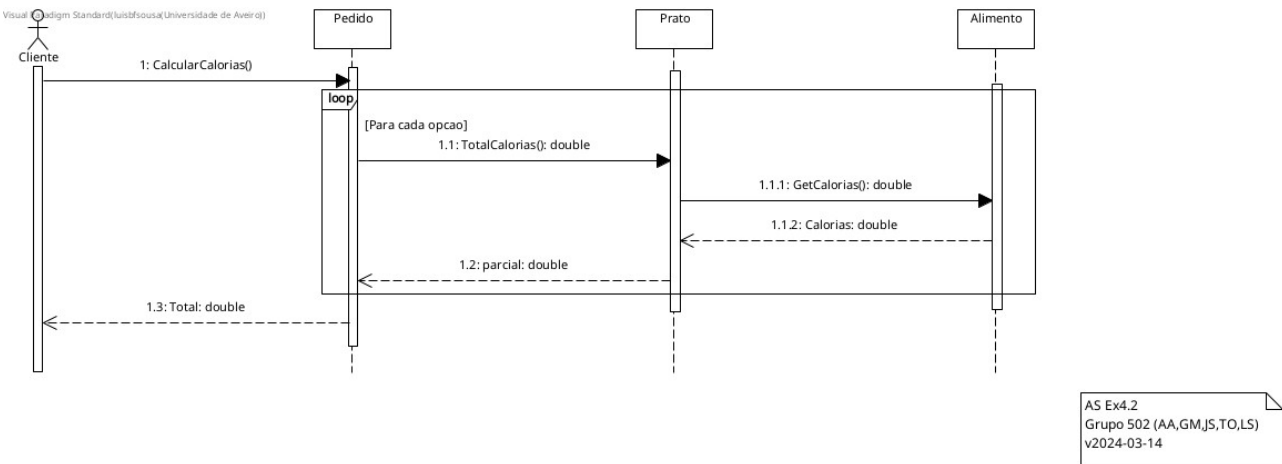 Visual Paradigm Standard(luisbfsousa(Universidade de Aveiro))
Cliente
Pedido
Prato
Alimento
1: CalcularCalorias()
loop
[Para cada opcao]
1.1: TotalCalorias(): double
1.1.1: GetCalorias(): double
1.1.2: Calorias: double
1.2: parcial: double
1.3: Total: double
AS Ex4.2
Grupo 502 (AA,GM,JS,TO,LS)
v2024-03-14